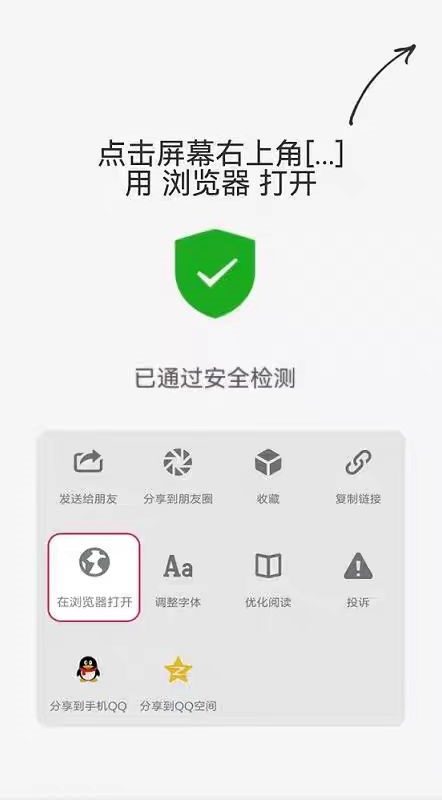 点击屏幕右上角[...]
用 浏览器 打开
已通过安全检测
发送给朋友 分享到朋友圈 收藏 复制链接
在浏览器打开 调整字体 优化阅读 投诉
分享到手机QQ 分享到QQ空间